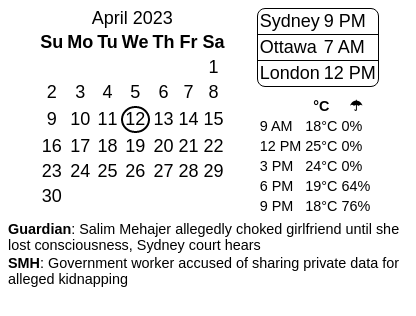 April 2023
Su Mo Tu We Th Fr Sa
1
2 3 4 5 6 7 8
9 10 11 12 13 14 15
16 17 18 19 20 21 22
23 24 25 26 27 28 29
30
Sydney 9 PM
Ottawa 7 AM
London 12 PM
°C ☂
9 AM 18°C 0%
12 PM 25°C 0%
3 PM 24°C 0%
6 PM 19°C 64%
9 PM 18°C 76%
Guardian: Salim Mehajer allegedly choked girlfriend until she
lost consciousness, Sydney court hears
SMH: Government worker accused of sharing private data for
alleged kidnapping